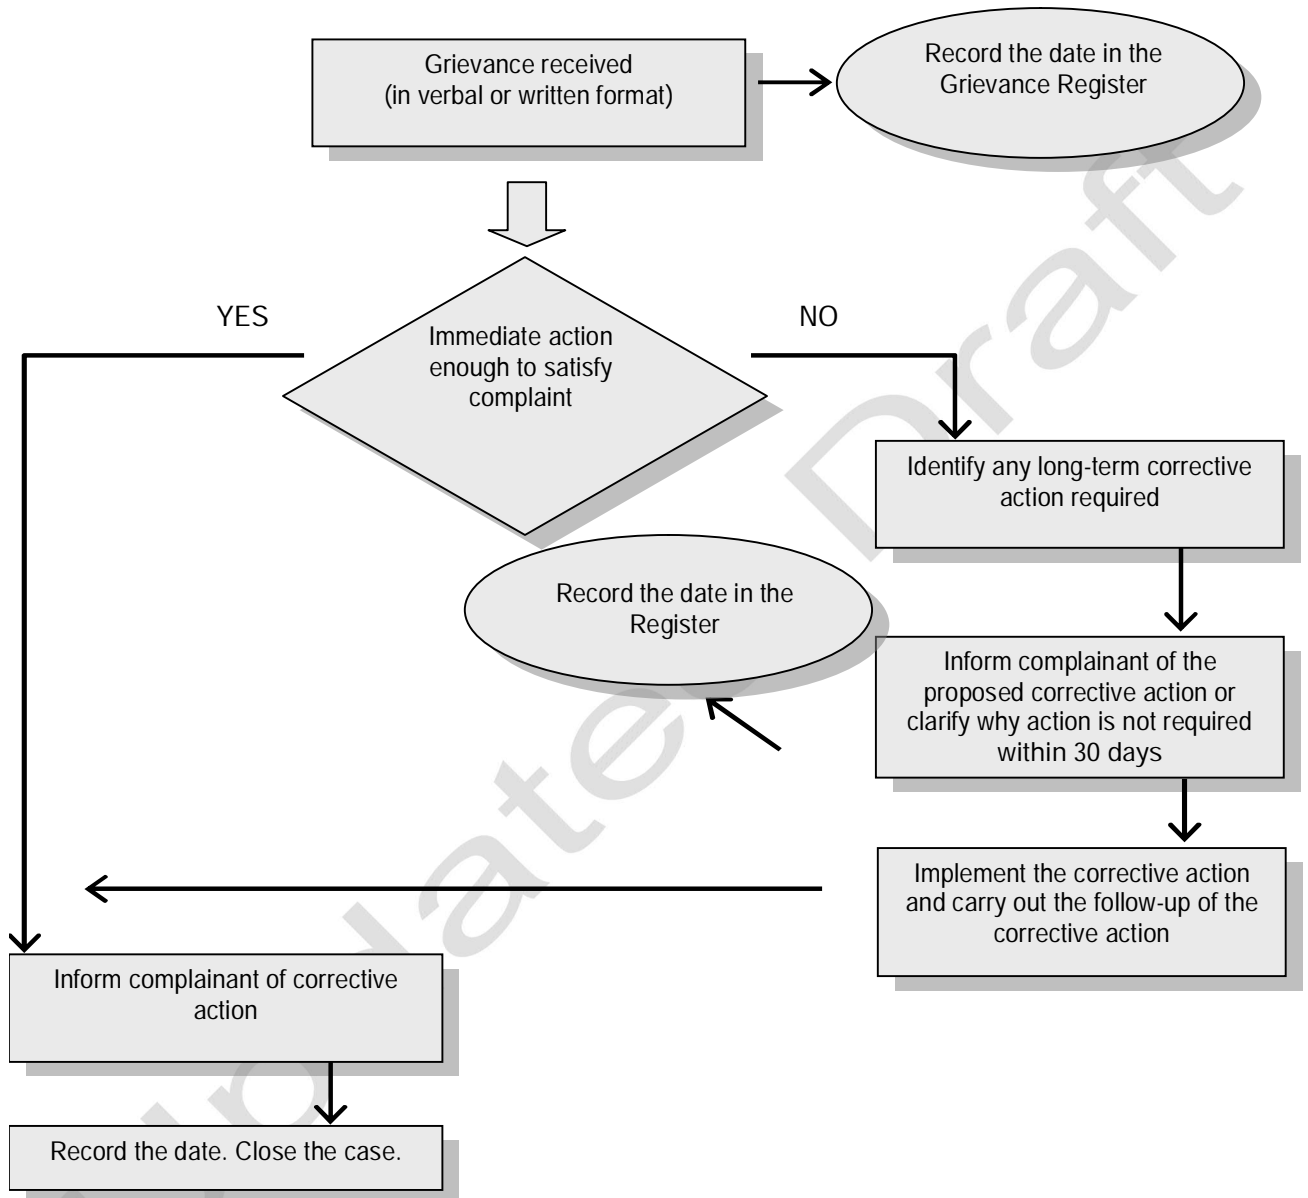 Grievance received
(in verbal or written format)
Record the date in the
Grievance Register
YES
NO
Immediate action
enough to satisfy
complaint
Identify any long-term corrective
action required
Record the date in the
Register
Inform complainant of the
proposed corrective action or
clarify why action is not required
within 30 days
Implement the corrective action
and carry out the follow-up of the
corrective action
Inform complainant of corrective
action
Record the date. Close the case.
Updated Draft